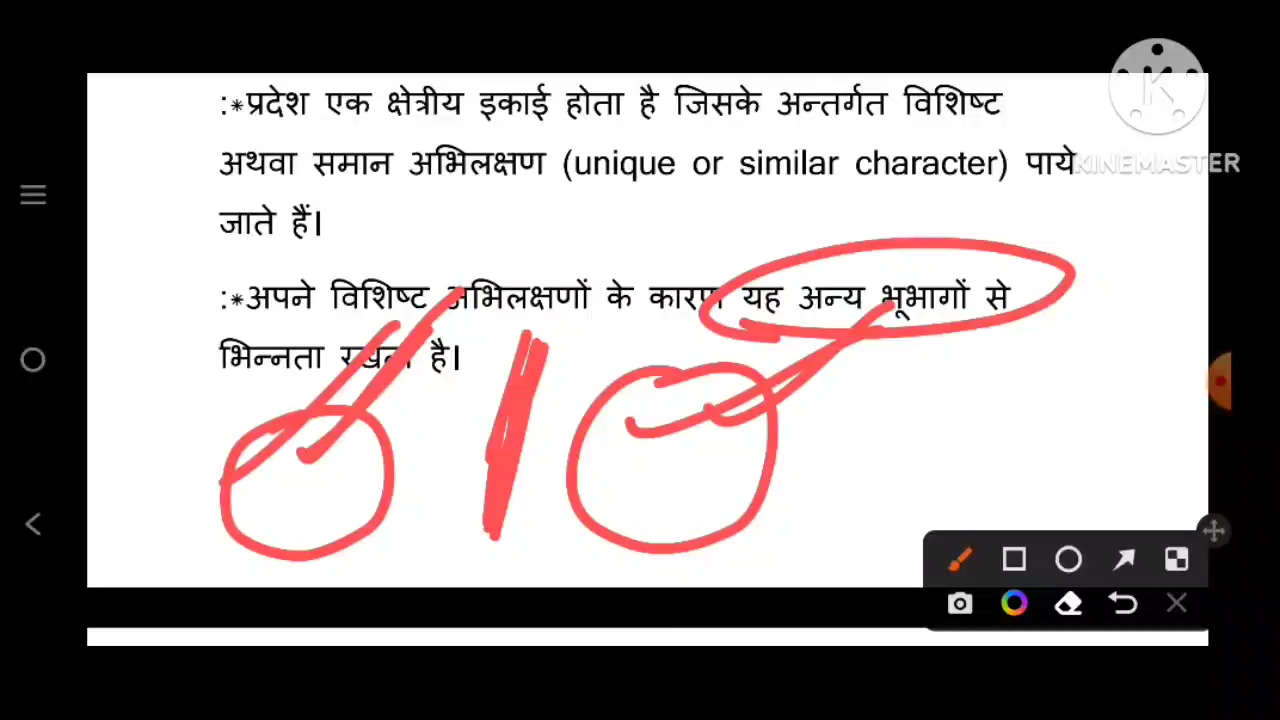 :*प्रदेश एक क्षेत्रीय इकाई होता है जिसके अन्तर्गत विशिष्ट
अथवा समान अभिलक्षण (unique or similar character) पाये
जाते हैं।
:*अपने विशिष्ट अभिलक्षणों के कारण यह अन्य भूभागों से
भिन्नता रखता है।
K
KINEMASTER